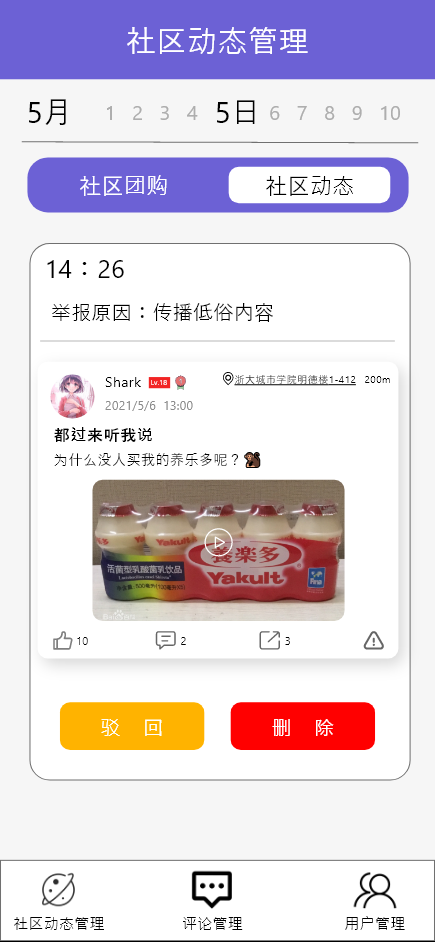 社区动态管理
5月 1 2 3 4 5日 6 7 8 9 10
社区团购 社区动态
14：26
举报原因：传播低俗内容
Shark Lv.18 浙大城市学院明德楼1-412 200m
2021/5/6 13:00
都过来听我说
为什么没人买我的养乐多呢？
養楽多
活菌型乳酸菌乳饮品
Yakult
10 2 3
驳 回 删 除
社区动态管理 评论管理 用户管理